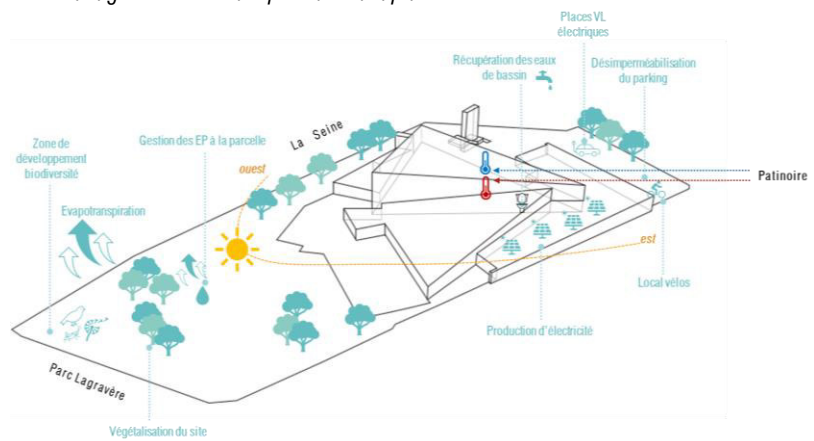 Places VL
électriques
Récupération des eaux
de bassin
Désimperméabilisation
du parking
La Seine
Zone de
développement
biodiversité
Gestion des EP à la parcelle
ouest
Patinoire
Evapotranspiration
est
Local vélos
Production d'électricité
Parc Lagravère
Végétalisation du site